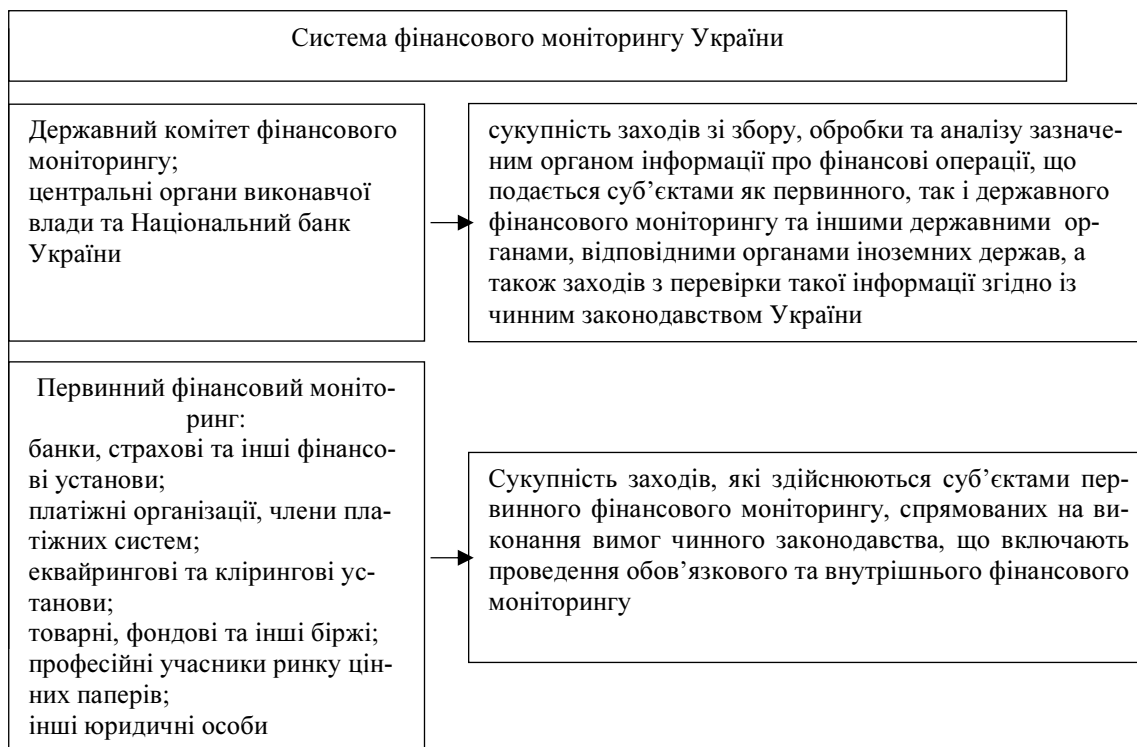 Система фінансового моніторингу України
Державний комітет фінансового
моніторингу;
центральні органи виконавчої
влади та Національний банк
України
сукупність заходів зі збору, обробки та аналізу зазначе-
ним органом інформації про фінансові операції, що
подається суб’єктами як первинного, так і державного
фінансового моніторингу та іншими державними ор-
ганами, відповідними органами іноземних держав, а
також заходів з перевірки такої інформації згідно із
чинним законодавством України
Первинний фінансовий моніто-
ринг:
банки, страхові та інші фінансо-
ві установи;
платіжні організації, члени пла-
тіжних систем;
еквайрингові та клірингові ус-
танови;
товарні, фондові та інші біржі;
професійні учасники ринку цін-
них паперів;
інші юридичні особи
Сукупність заходів, які здійснюються суб’єктами пер-
винного фінансового моніторингу, спрямованих на ви-
конання вимог чинного законодавства, що включають
проведення обов’язкового та внутрішнього фінансового
моніторингу